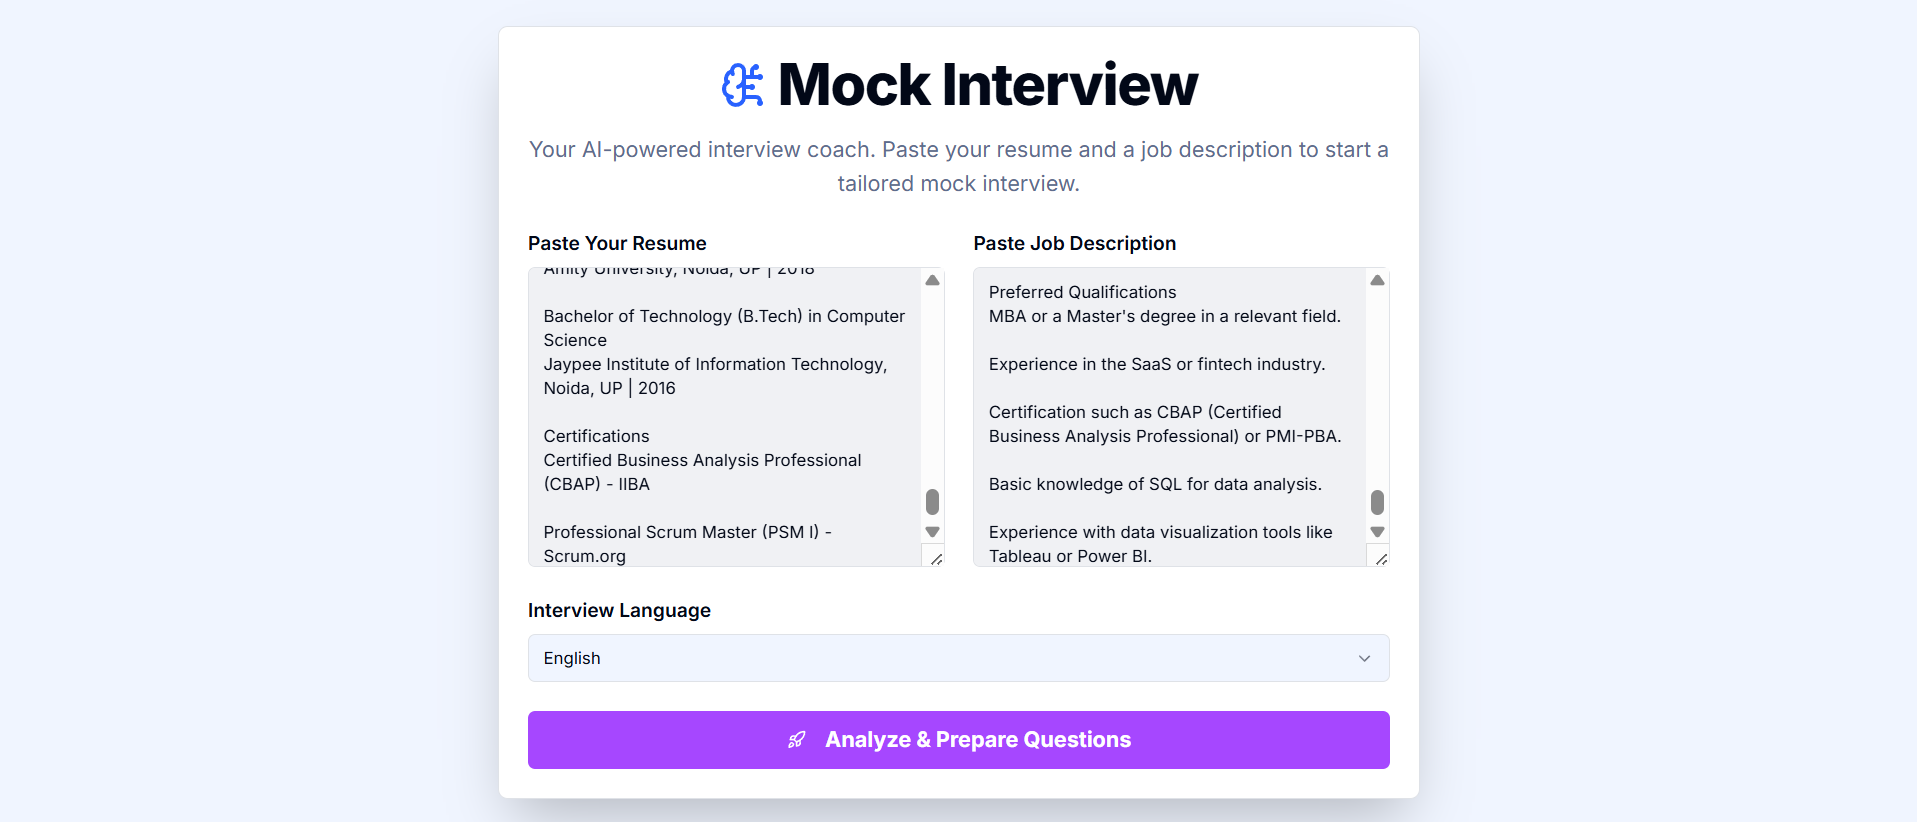 Mock Interview
Your AI-powered interview coach. Paste your resume and a job description to start a
tailored mock interview.
Paste Your Resume
Amity University, Noida, UP | 2018
Bachelor of Technology (B.Tech) in Computer
Science
Jaypee Institute of Information Technology,
Noida, UP | 2016
Certifications
Certified Business Analysis Professional
(CBAP) - IIBA
Professional Scrum Master (PSM I) -
Scrum.org
Paste Job Description
Preferred Qualifications
MBA or a Master's degree in a relevant field.
Experience in the SaaS or fintech industry.
Certification such as CBAP (Certified
Business Analysis Professional) or PMI-PBA.
Basic knowledge of SQL for data analysis.
Experience with data visualization tools like
Tableau or Power BI.
Interview Language
English
Analyze & Prepare Questions